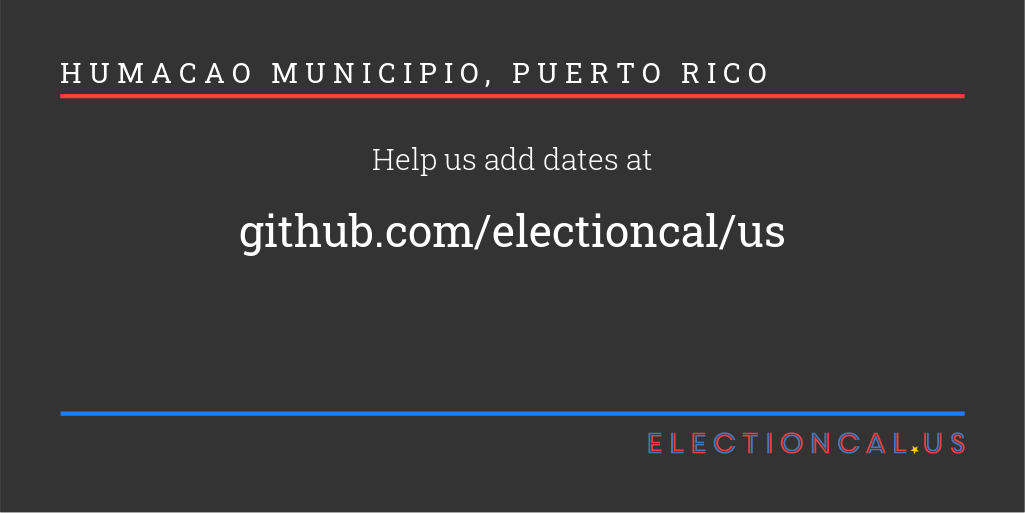 HUMACAO MUNICIPIO, PUERTO RICO
Help us add dates at
github.com/electioncal/us
ELECTIONCAL.US